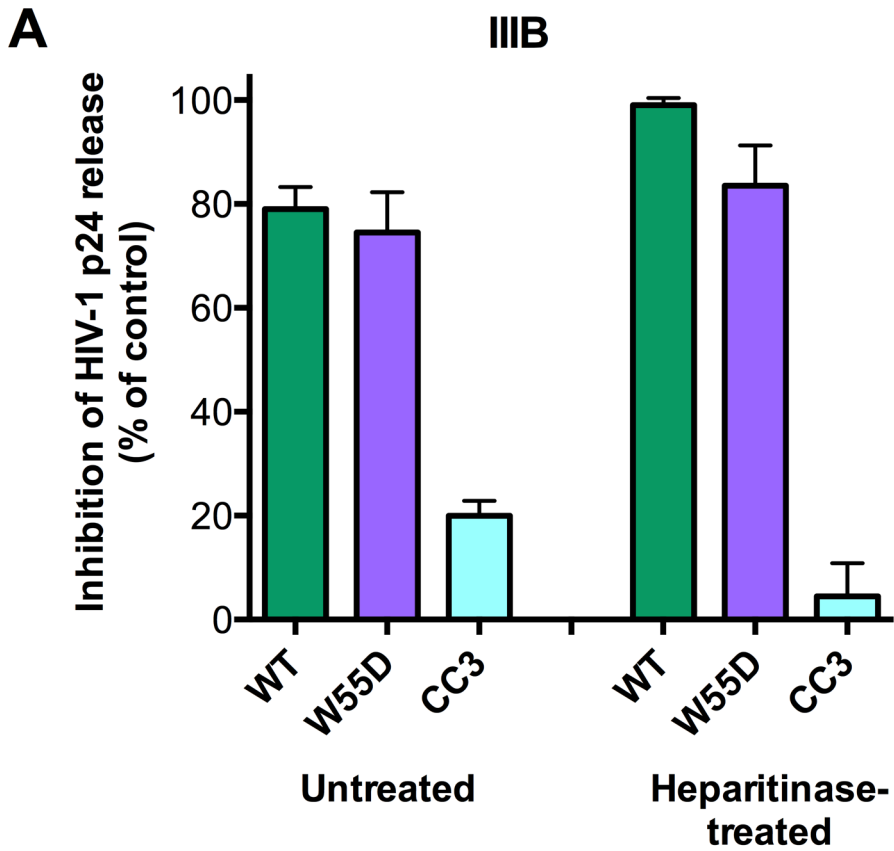 A
IIIB
Inhibition of HIV-1 p24 release
(% of control)
100
80
60
40
20
0
WT
W55D
CC3
WT
W55D
CC3
Untreated
Heparitinase-
treated